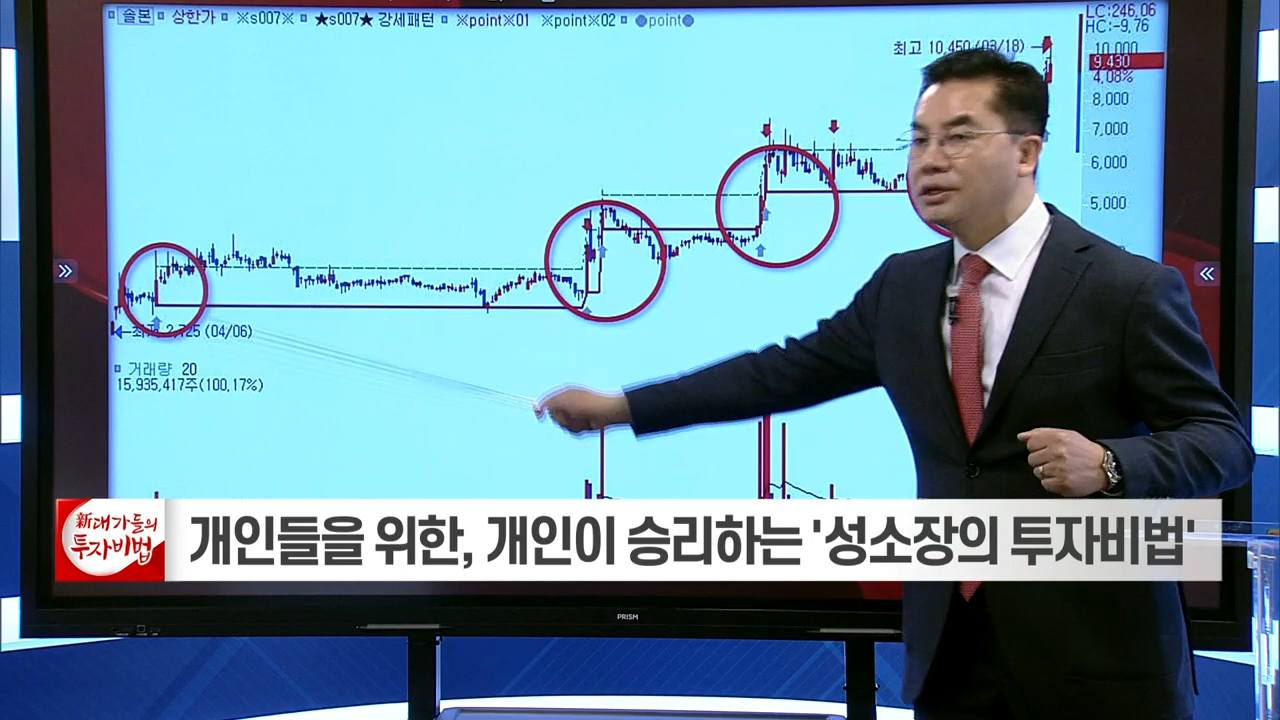 솔본 상한가 ※s007※ ★s007★ 강세패턴 ※point※01 ※point※02 ●point●
LC:246.06
HC:-9.76
최고 10,450 (03/18)
10,000
9,430
4.08%
8,000
7,000
6,000
5,000
2,725 (04/06)
거래량 20
15,935,417주(100,17%)
新대가들의
투자비법
개인들을 위한, 개인이 승리하는 '성소장의 투자비법'
PRISM